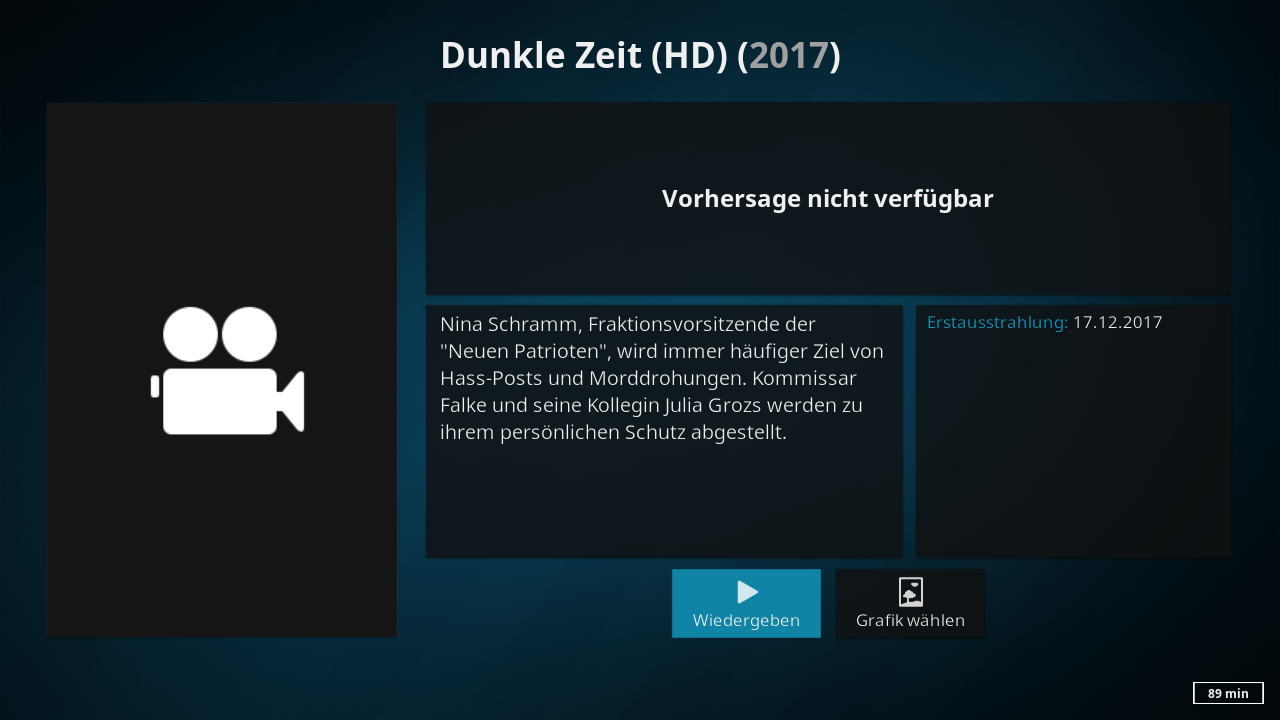 Dunkle Zeit (HD) (2017)
Vorhersage nicht verfügbar
Nina Schramm, Fraktionsvorsitzende der
"Neuen Patrioten", wird immer häufiger Ziel von
Hass-Posts und Morddrohungen. Kommissar
Falke und seine Kollegin Julia Grozs werden zu
ihrem persönlichen Schutz abgestellt.
Erstausstrahlung: 17.12.2017
Wiedergeben
Grafik wählen
89 min